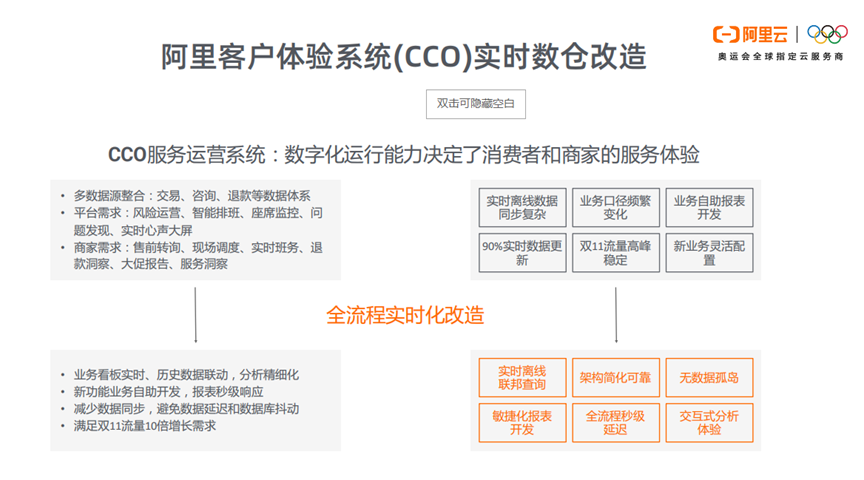 阿里云
奥运会全球指定云服务商
阿里客户体验系统(CCO)实时数仓改造
双击可隐藏空白
CCO服务运营系统：数字化运行能力决定了消费者和商家的服务体验
• 多数据源整合：交易、咨询、退款等数据体系
• 平台需求：风险运营、智能排班、座席监控、问
题发现、实时心声大屏
• 商家需求：售前转询、现场调度、实时班务、退
款洞察、大促报告、服务洞察
实时离线数据
同步复杂
业务口径频繁
变化
业务自助报表
开发
90%实时数据更
新
双11流量高峰
稳定
新业务灵活配
置
全流程实时化改造
• 业务看板实时、历史数据联动，分析精细化
• 新功能业务自助开发，报表秒级响应
• 减少数据同步，避免数据延迟和数据库抖动
• 满足双11流量10倍增长需求
实时离线
联邦查询
架构简化可靠
无数据孤岛
敏捷化报表
开发
全流程秒级
延迟
交互式分析
体验